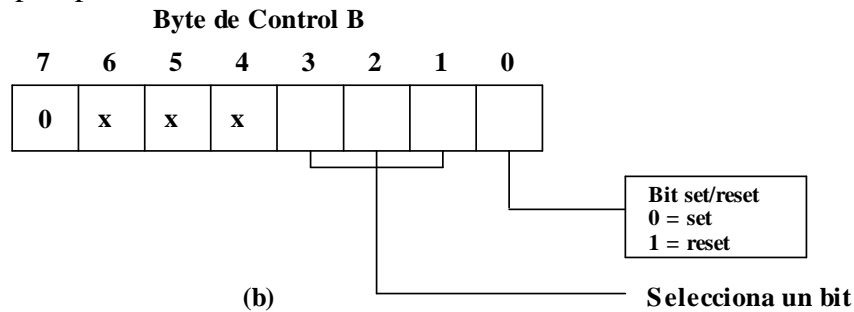 Byte de Control B
7 6 5 4 3 2 1 0
0 x x x
Bit set/reset
0 = set
1 = reset
(b)
Selecciona un bit